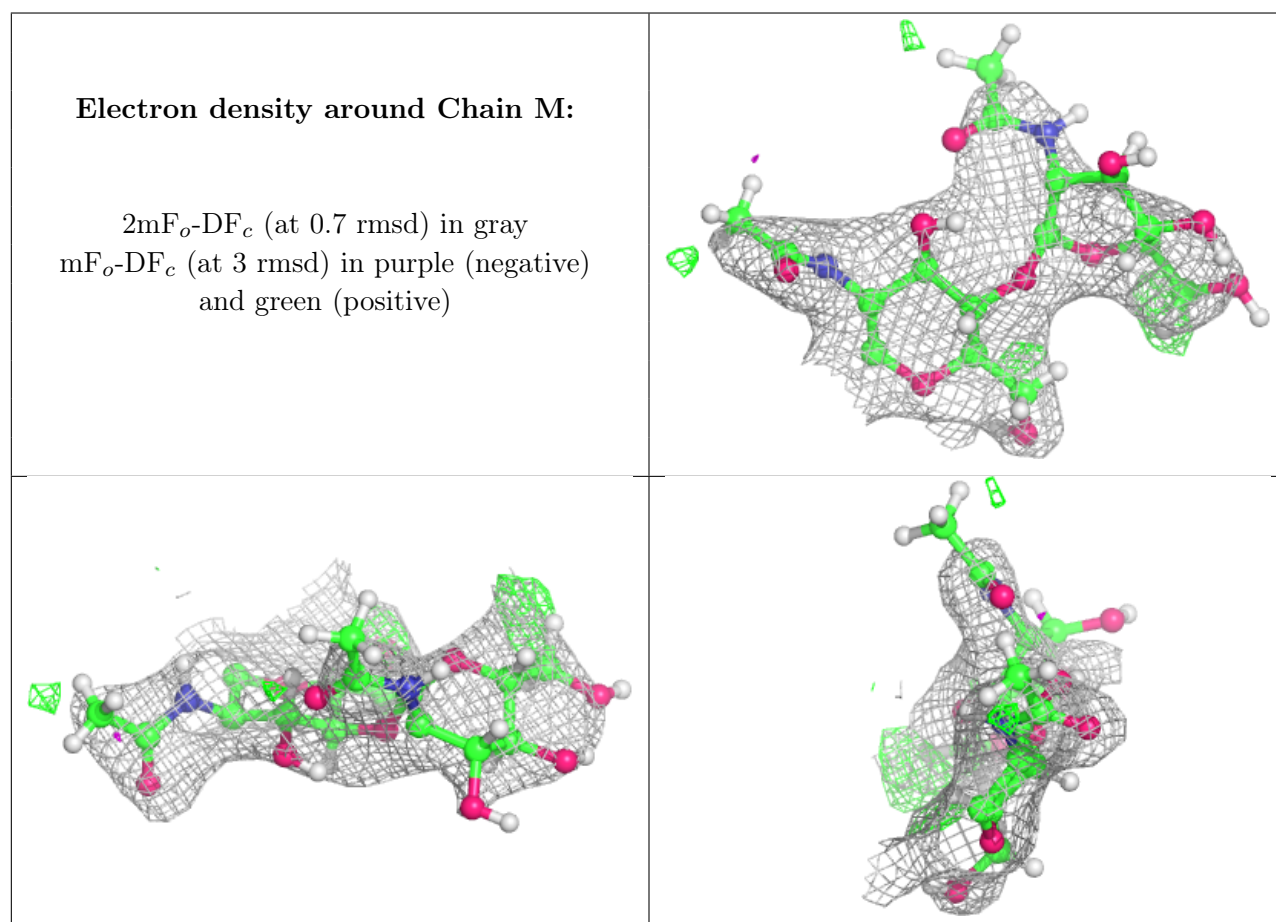 Electron density around Chain M:
2mFₒ-DF𝒸 (at 0.7 rmsd) in gray
mFₒ-DF𝒸 (at 3 rmsd) in purple (negative)
and green (positive)